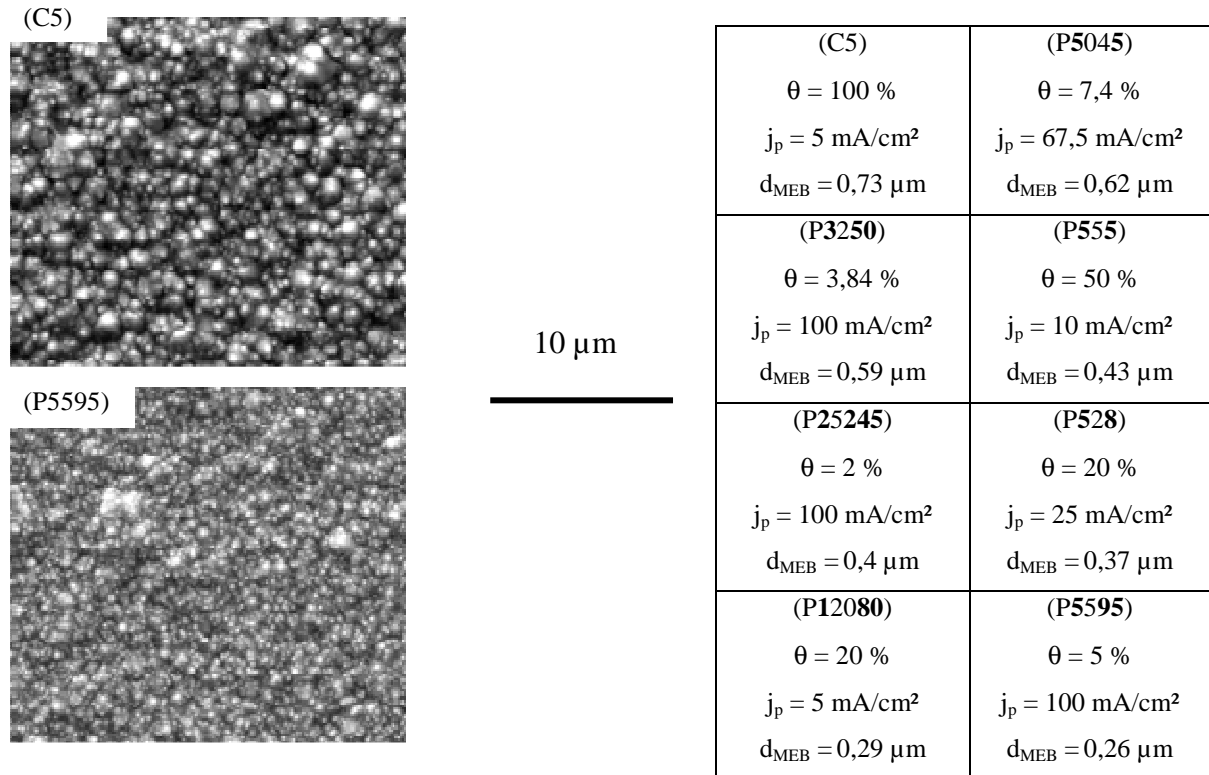 (C5)
(P5595)
10 µm
(C5)
θ = 100 %
jp = 5 mA/cm²
dMEB = 0,73 µm
(P5045)
θ = 7,4 %
jp = 67,5 mA/cm²
dMEB = 0,62 µm
(P3250)
θ = 3,84 %
jp = 100 mA/cm²
dMEB = 0,59 µm
(P555)
θ = 50 %
jp = 10 mA/cm²
dMEB = 0,43 µm
(P25245)
θ = 2 %
jp = 100 mA/cm²
dMEB = 0,4 µm
(P528)
θ = 20 %
jp = 25 mA/cm²
dMEB = 0,37 µm
(P12080)
θ = 20 %
jp = 5 mA/cm²
dMEB = 0,29 µm
(P5595)
θ = 5 %
jp = 100 mA/cm²
dMEB = 0,26 µm